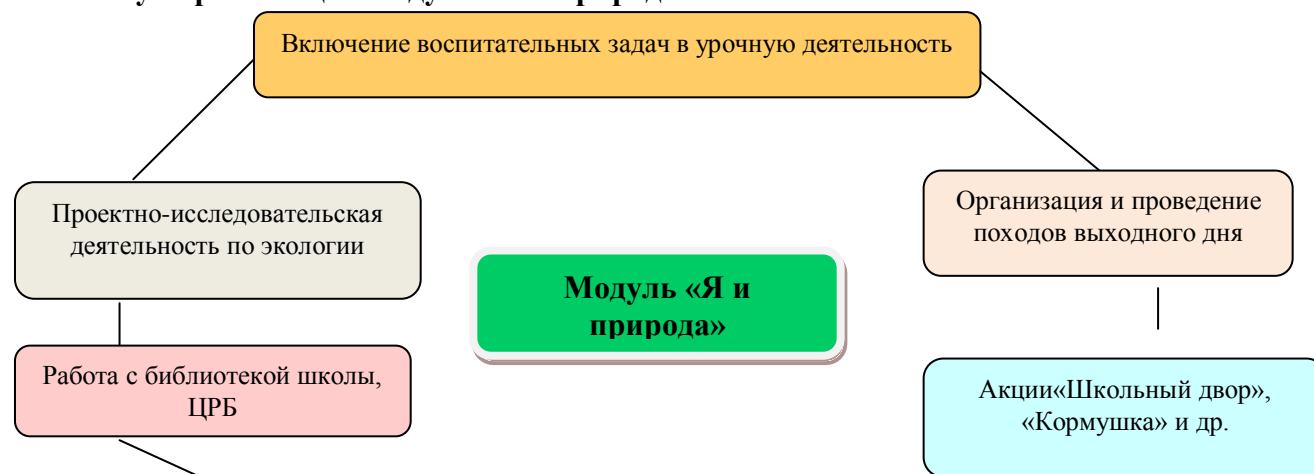 Включение воспитательных задач в урочную деятельность
Проектно-исследовательская
деятельность по экологии
Организация и проведение
походов выходного дня
Модуль «Я и
природа»
Работа с библиотекой школы,
ЦРБ
Акции«Школьный двор»,
«Кормушка» и др.